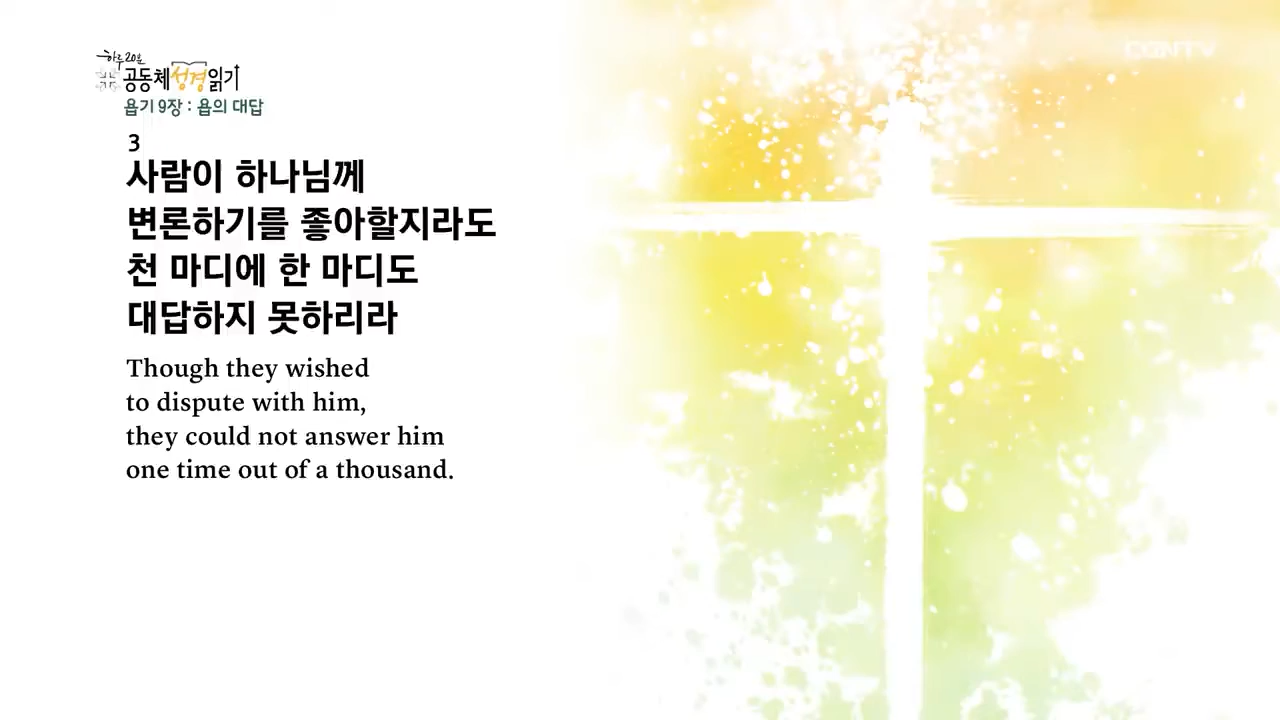 하루 20분
공동체성경읽기
욥기 9장 : 욥의 대답
CGNTV
3
사람이 하나님께
변론하기를 좋아할지라도
천 마디에 한 마디도
대답하지 못하리라
Though they wished
to dispute with him,
they could not answer him
one time out of a thousand.